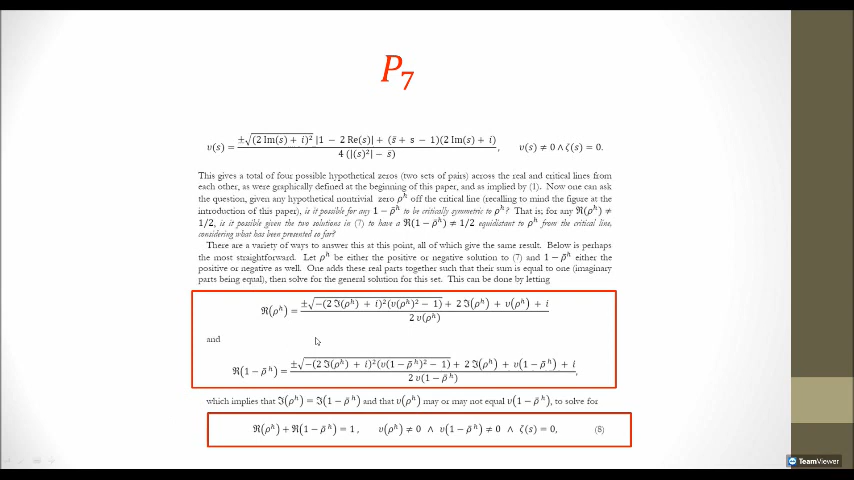 P₇
υ(s) = ±√((2 Im(s) + i)²) |1 − 2 Re(s)| + (s̄ + s − 1)(2 Im(s) + i) / 4 (|(s)²| − s̄) , υ(s) ≠ 0 ∧ ζ(s) = 0.
This gives a total of four possible hypothetical zeros (two sets of pairs) across the real and critical lines from
each other, as were graphically defined at the beginning of this paper, and as implied by (1). Now one can ask
the question, given any hypothetical nontrivial zero ρʰ off the critical line (recalling to mind the figure at the
introduction of this paper), is it possible for any 1 − ρ̄ʰ to be critically symmetric to ρʰ? That is; for any ℜ(ρʰ) ≠
1/2, is it possible given the two solutions in (7) to have a ℜ(1 − ρ̄ʰ) ≠ 1/2 equidistant to ρʰ from the critical line,
considering what has been presented so far?
There are a variety of ways to answer this at this point, all of which give the same result. Below is perhaps
the most straightforward. Let ρʰ be either the positive or negative solution to (7) and 1 − ρ̄ʰ either the
positive or negative as well. One adds these real parts together such that their sum is equal to one (imaginary
parts being equal), then solve for the general solution for this set. This can be done by letting
ℜ(ρʰ) = ±√(−(2 ℑ(ρʰ) + i)²(υ(ρʰ)² − 1)) + 2 ℑ(ρʰ) + υ(ρʰ) + i / 2 υ(ρʰ)
and
ℜ(1 − ρ̄ʰ) = ±√(−(2 ℑ(ρʰ) + i)²(υ(1 − ρ̄ʰ)² − 1)) + 2 ℑ(ρʰ) + υ(1 − ρ̄ʰ) + i / 2 υ(1 − ρ̄ʰ) ,
which implies that ℑ(ρʰ) = ℑ(1 − ρ̄ʰ) and that υ(ρʰ) may or may not equal υ(1 − ρ̄ʰ), to solve for
ℜ(ρʰ) + ℜ(1 − ρ̄ʰ) = 1 , υ(ρʰ) ≠ 0 ∧ υ(1 − ρ̄ʰ) ≠ 0 ∧ ζ(s) = 0, (8)
TeamViewer